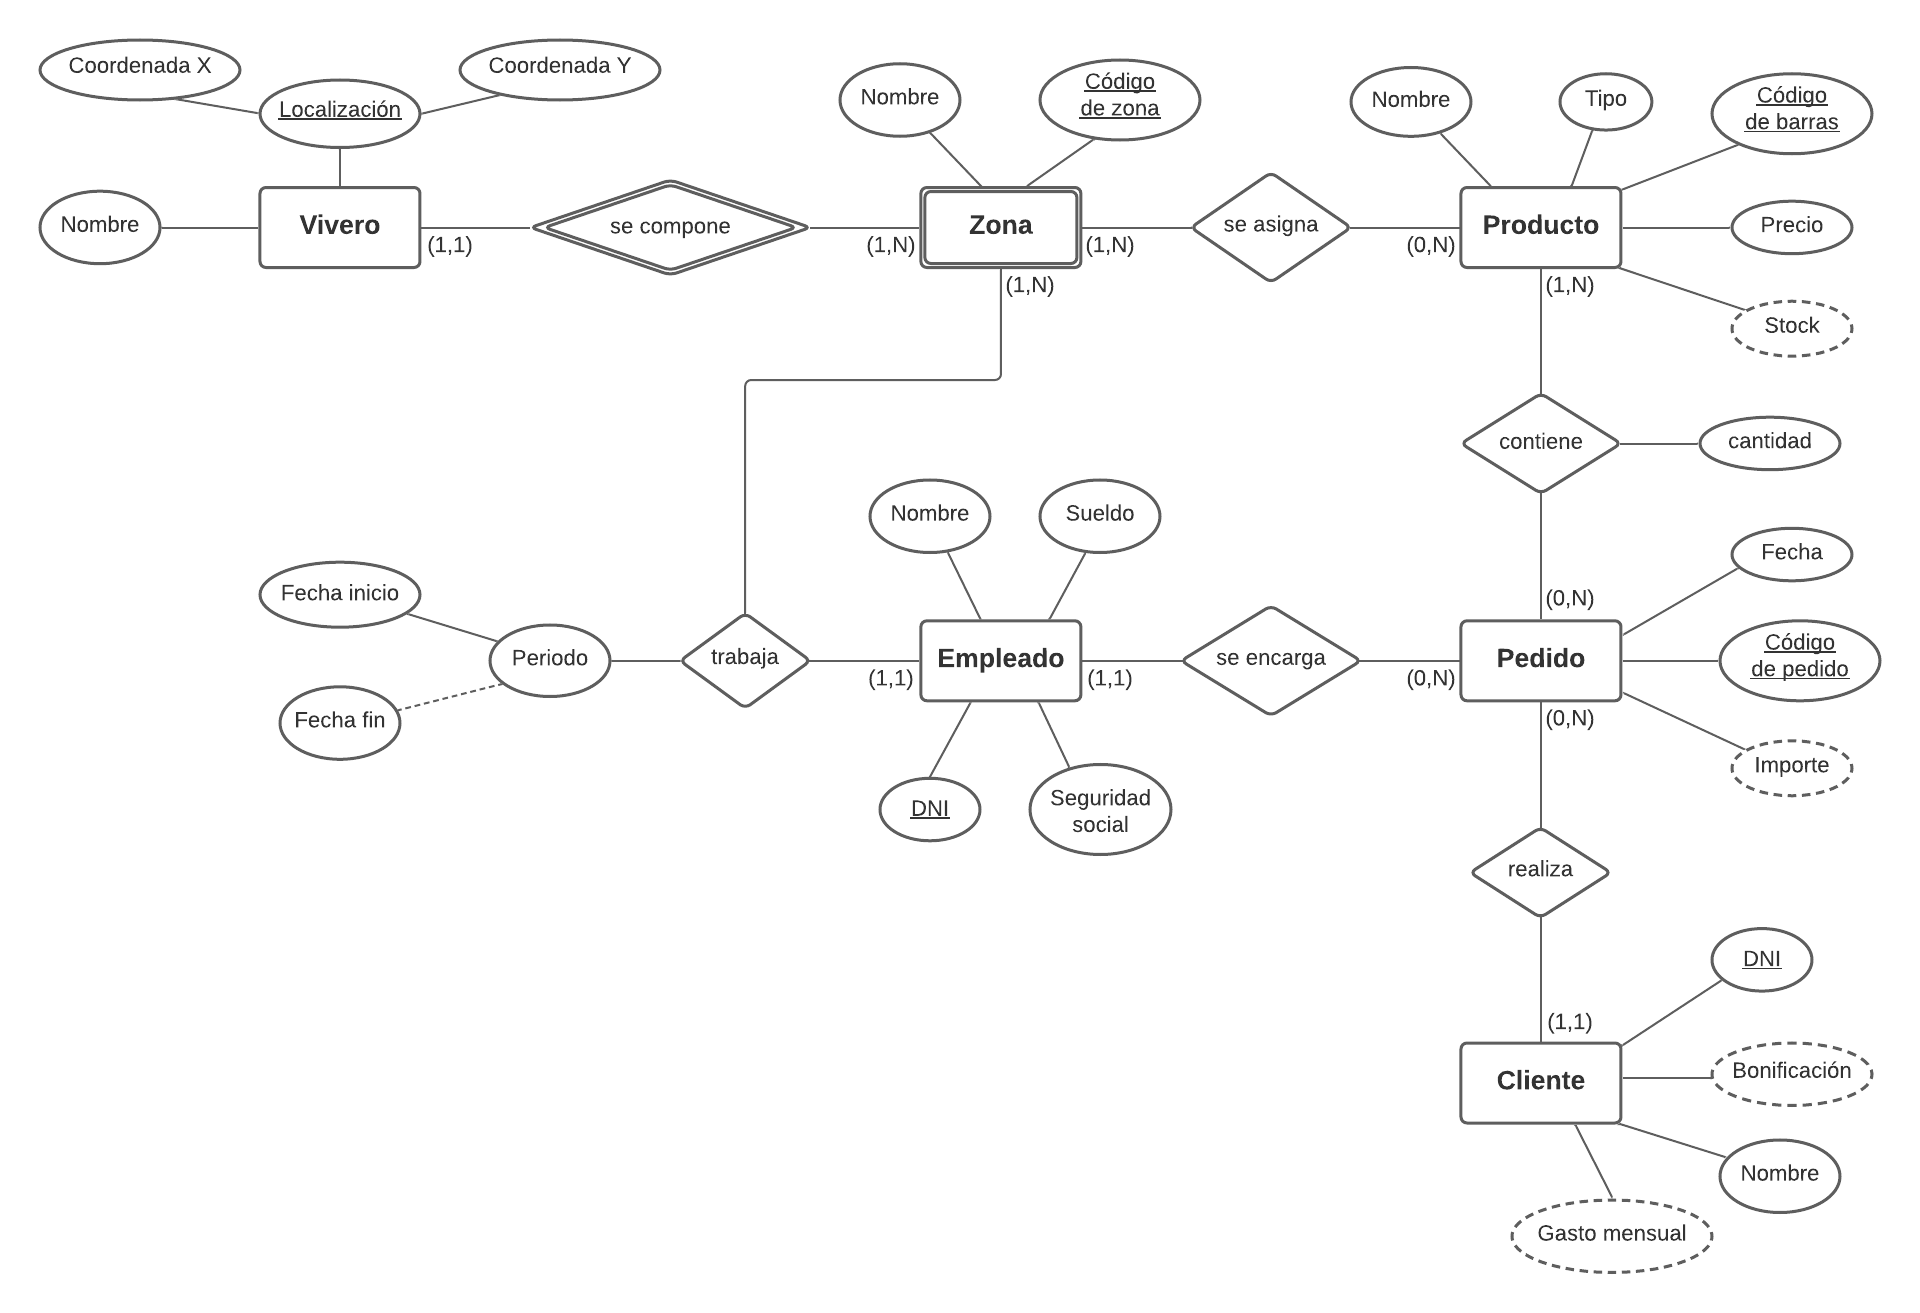 Coordenada X
Coordenada Y
Localización
Nombre
Vivero
(1,1)
se compone
(1,N)
Nombre
Código
de zona
Zona
(1,N)
(1,N)
se asigna
(0,N)
Nombre
Tipo
Código
de barras
Producto
Precio
(1,N)
Stock
contiene
cantidad
Nombre
Sueldo
Fecha inicio
Periodo
Fecha fin
trabaja
(1,1)
Empleado
(1,1)
DNI
Seguridad
social
se encarga
(0,N)
(0,N)
Pedido
Fecha
Código
de pedido
(0,N)
Importe
realiza
(1,1)
Cliente
DNI
Bonificación
Nombre
Gasto mensual